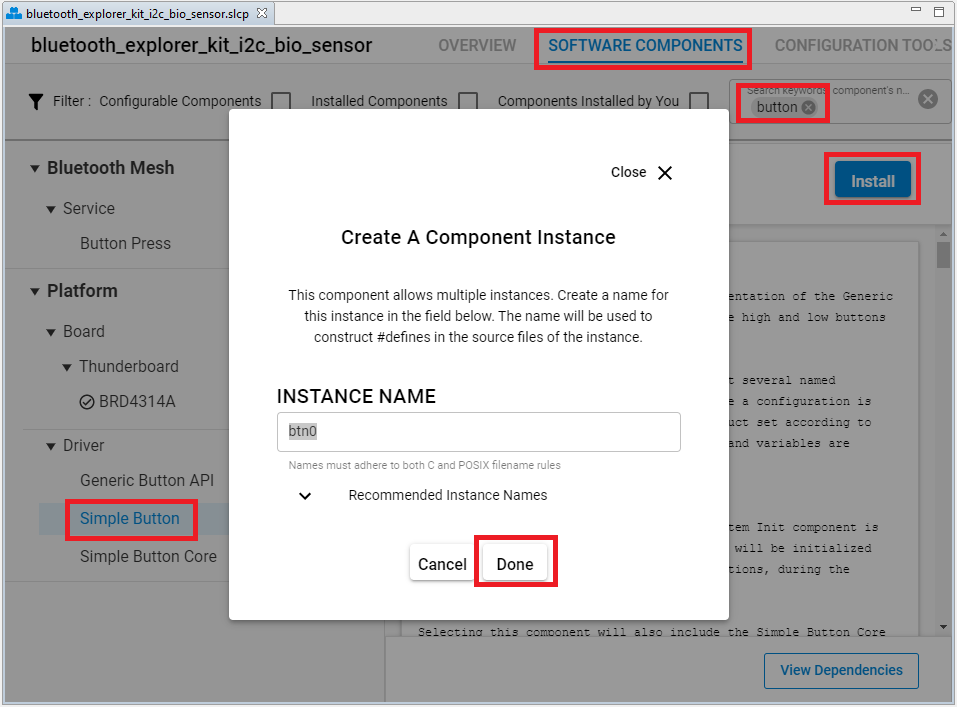 bluetooth_explorer_kit_i2c_bio_sensor.slcp
bluetooth_explorer_kit_i2c_bio_sensor
OVERVIEW
SOFTWARE COMPONENTS
CONFIGURATION TOOLS
Filter :
Configurable Components
Installed Components
Components Installed by You
Search keywords, component's n...
button
Bluetooth Mesh
Service
Button Press
Platform
Board
Thunderboard
BRD4314A
Driver
Generic Button API
Simple Button
Simple Button Core
Close
Create A Component Instance
This component allows multiple instances. Create a name for
this instance in the field below. The name will be used to
construct #defines in the source files of the instance.
INSTANCE NAME
btn0
Names must adhere to both C and POSIX filename rules
Recommended Instance Names
Cancel
Done
Install
entation of the Generic
e high and low buttons
t several named
e a configuration is
uct set according to
and variables are
tem Init component is
will be initialized
tions, during the
Selecting this component will also include the Simple Button Core
View Dependencies